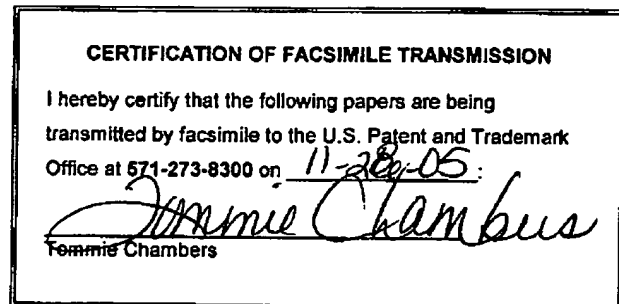 CERTIFICATION OF FACSIMILE TRANSMISSION
I hereby certify that the following papers are being
transmitted by facsimile to the U.S. Patent and Trademark
Office at 571-273-8300 on 11-28-05:
Tommie Chambers
Tommie Chambers